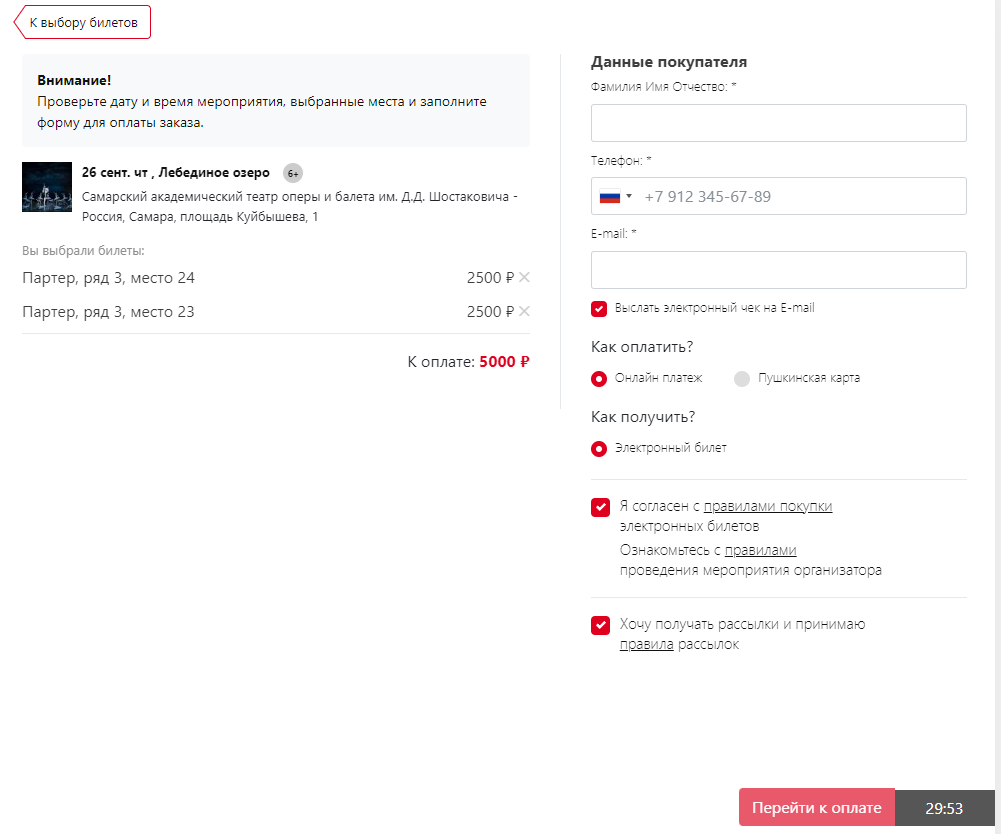 К выбору билетов
Внимание!
Проверьте дату и время мероприятия, выбранные места и заполните
форму для оплаты заказа.
26 сент. чт , Лебединое озеро 6+
Самарский академический театр оперы и балета им. Д.Д. Шостаковича -
Россия, Самара, площадь Куйбышева, 1
Вы выбрали билеты:
Партер, ряд 3, место 24 2500 ₽
Партер, ряд 3, место 23 2500 ₽
К оплате: 5000 ₽
Данные покупателя
Фамилия Имя Отчество: *
Телефон: *
+7 912 345-67-89
E-mail: *
Выслать электронный чек на E-mail
Как оплатить?
Онлайн платеж Пушкинская карта
Как получить?
Электронный билет
Я согласен с правилами покупки
электронных билетов
Ознакомьтесь с правилами
проведения мероприятия организатора
Хочу получать рассылки и принимаю
правила рассылок
Перейти к оплате 29:53